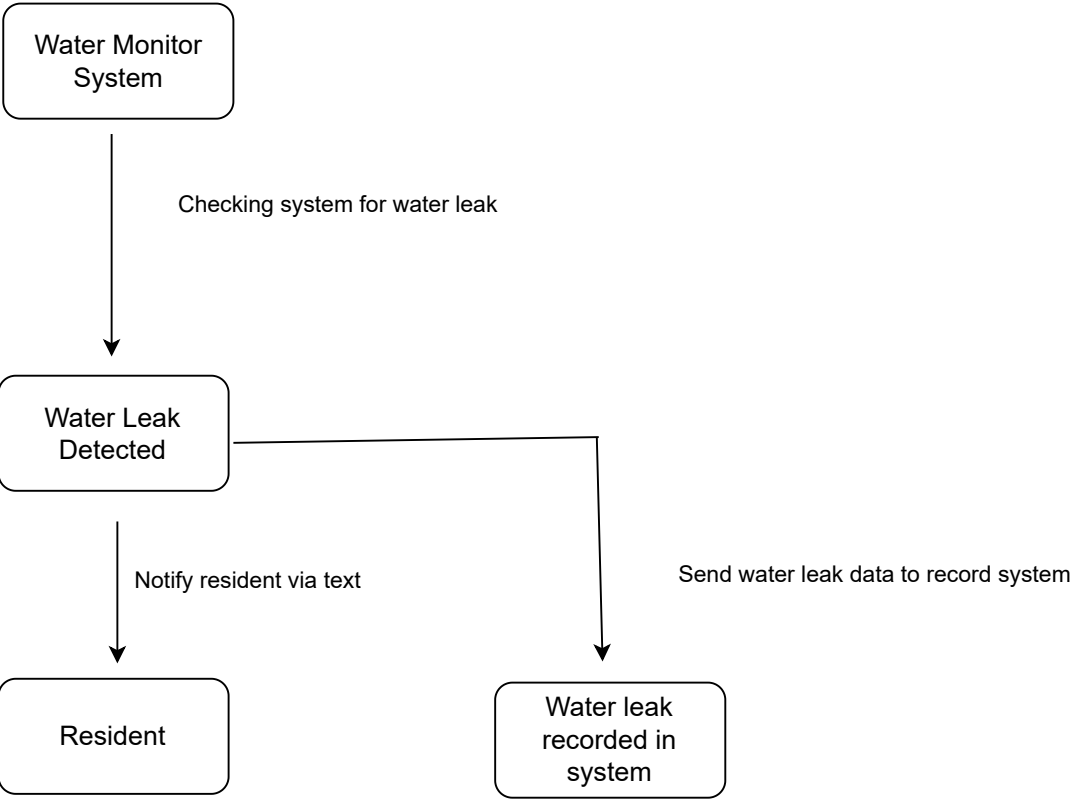 Water Monitor
System
Checking system for water leak
Water Leak
Detected
Notify resident via text
Send water leak data to record system
Resident
Water leak
recorded in
system